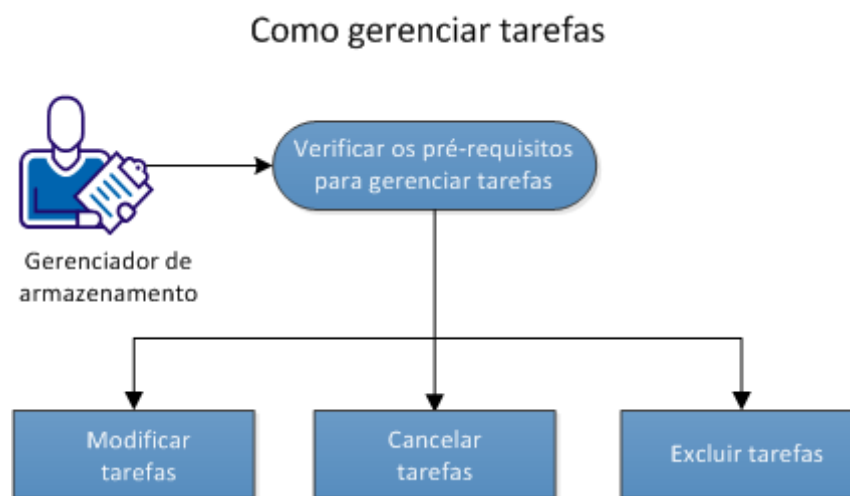 Como gerenciar tarefas
Verificar os pré-requisitos
para gerenciar tarefas
Gerenciador de
armazenamento
Modificar
tarefas
Cancelar
tarefas
Excluir tarefas